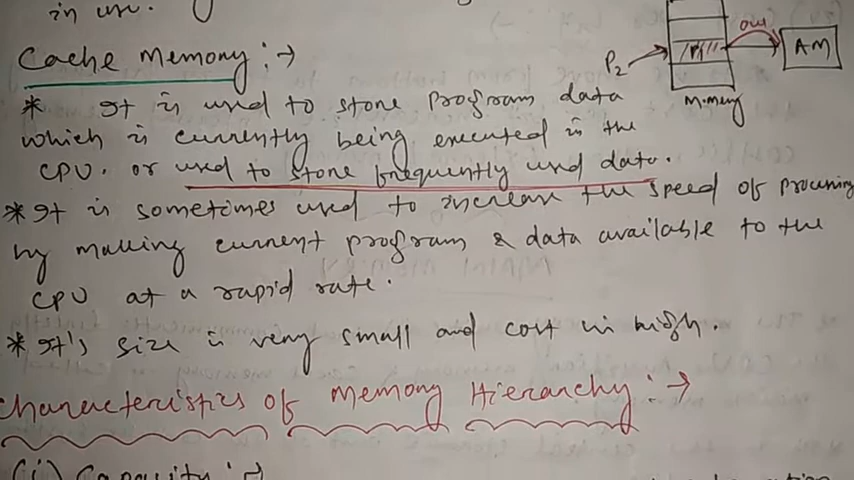 in use.
Cache Memory :→
out
P2
P1
AM
M.memory
* It is used to store program data
which is currently being executed in the
CPU. or used to store frequently used data.
* It is sometimes used to increase the speed of processing
by making current program & data available to the
CPU at a rapid rate.
* It's size is very small and cost is high.
Characteristics of Memory Hierarchy :→
(i) Capacity :→